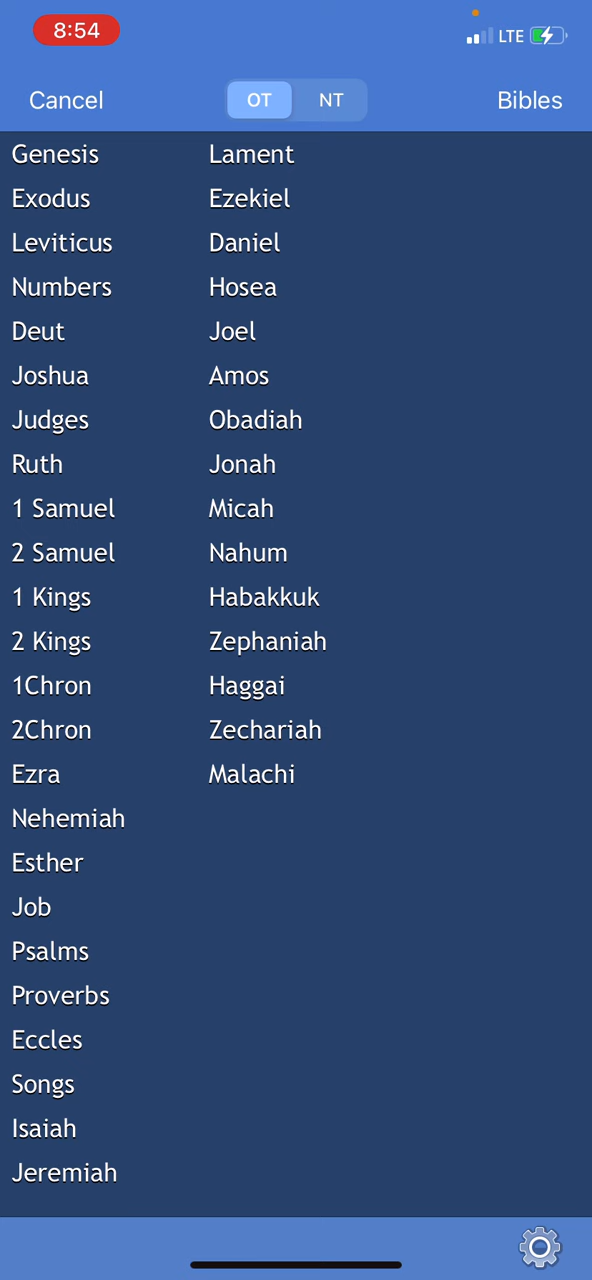 8:54
LTE
Cancel
OT
NT
Bibles
Genesis
Exodus
Leviticus
Numbers
Deut
Joshua
Judges
Ruth
1 Samuel
2 Samuel
1 Kings
2 Kings
1Chron
2Chron
Ezra
Nehemiah
Esther
Job
Psalms
Proverbs
Eccles
Songs
Isaiah
Jeremiah
Lament
Ezekiel
Daniel
Hosea
Joel
Amos
Obadiah
Jonah
Micah
Nahum
Habakkuk
Zephaniah
Haggai
Zechariah
Malachi